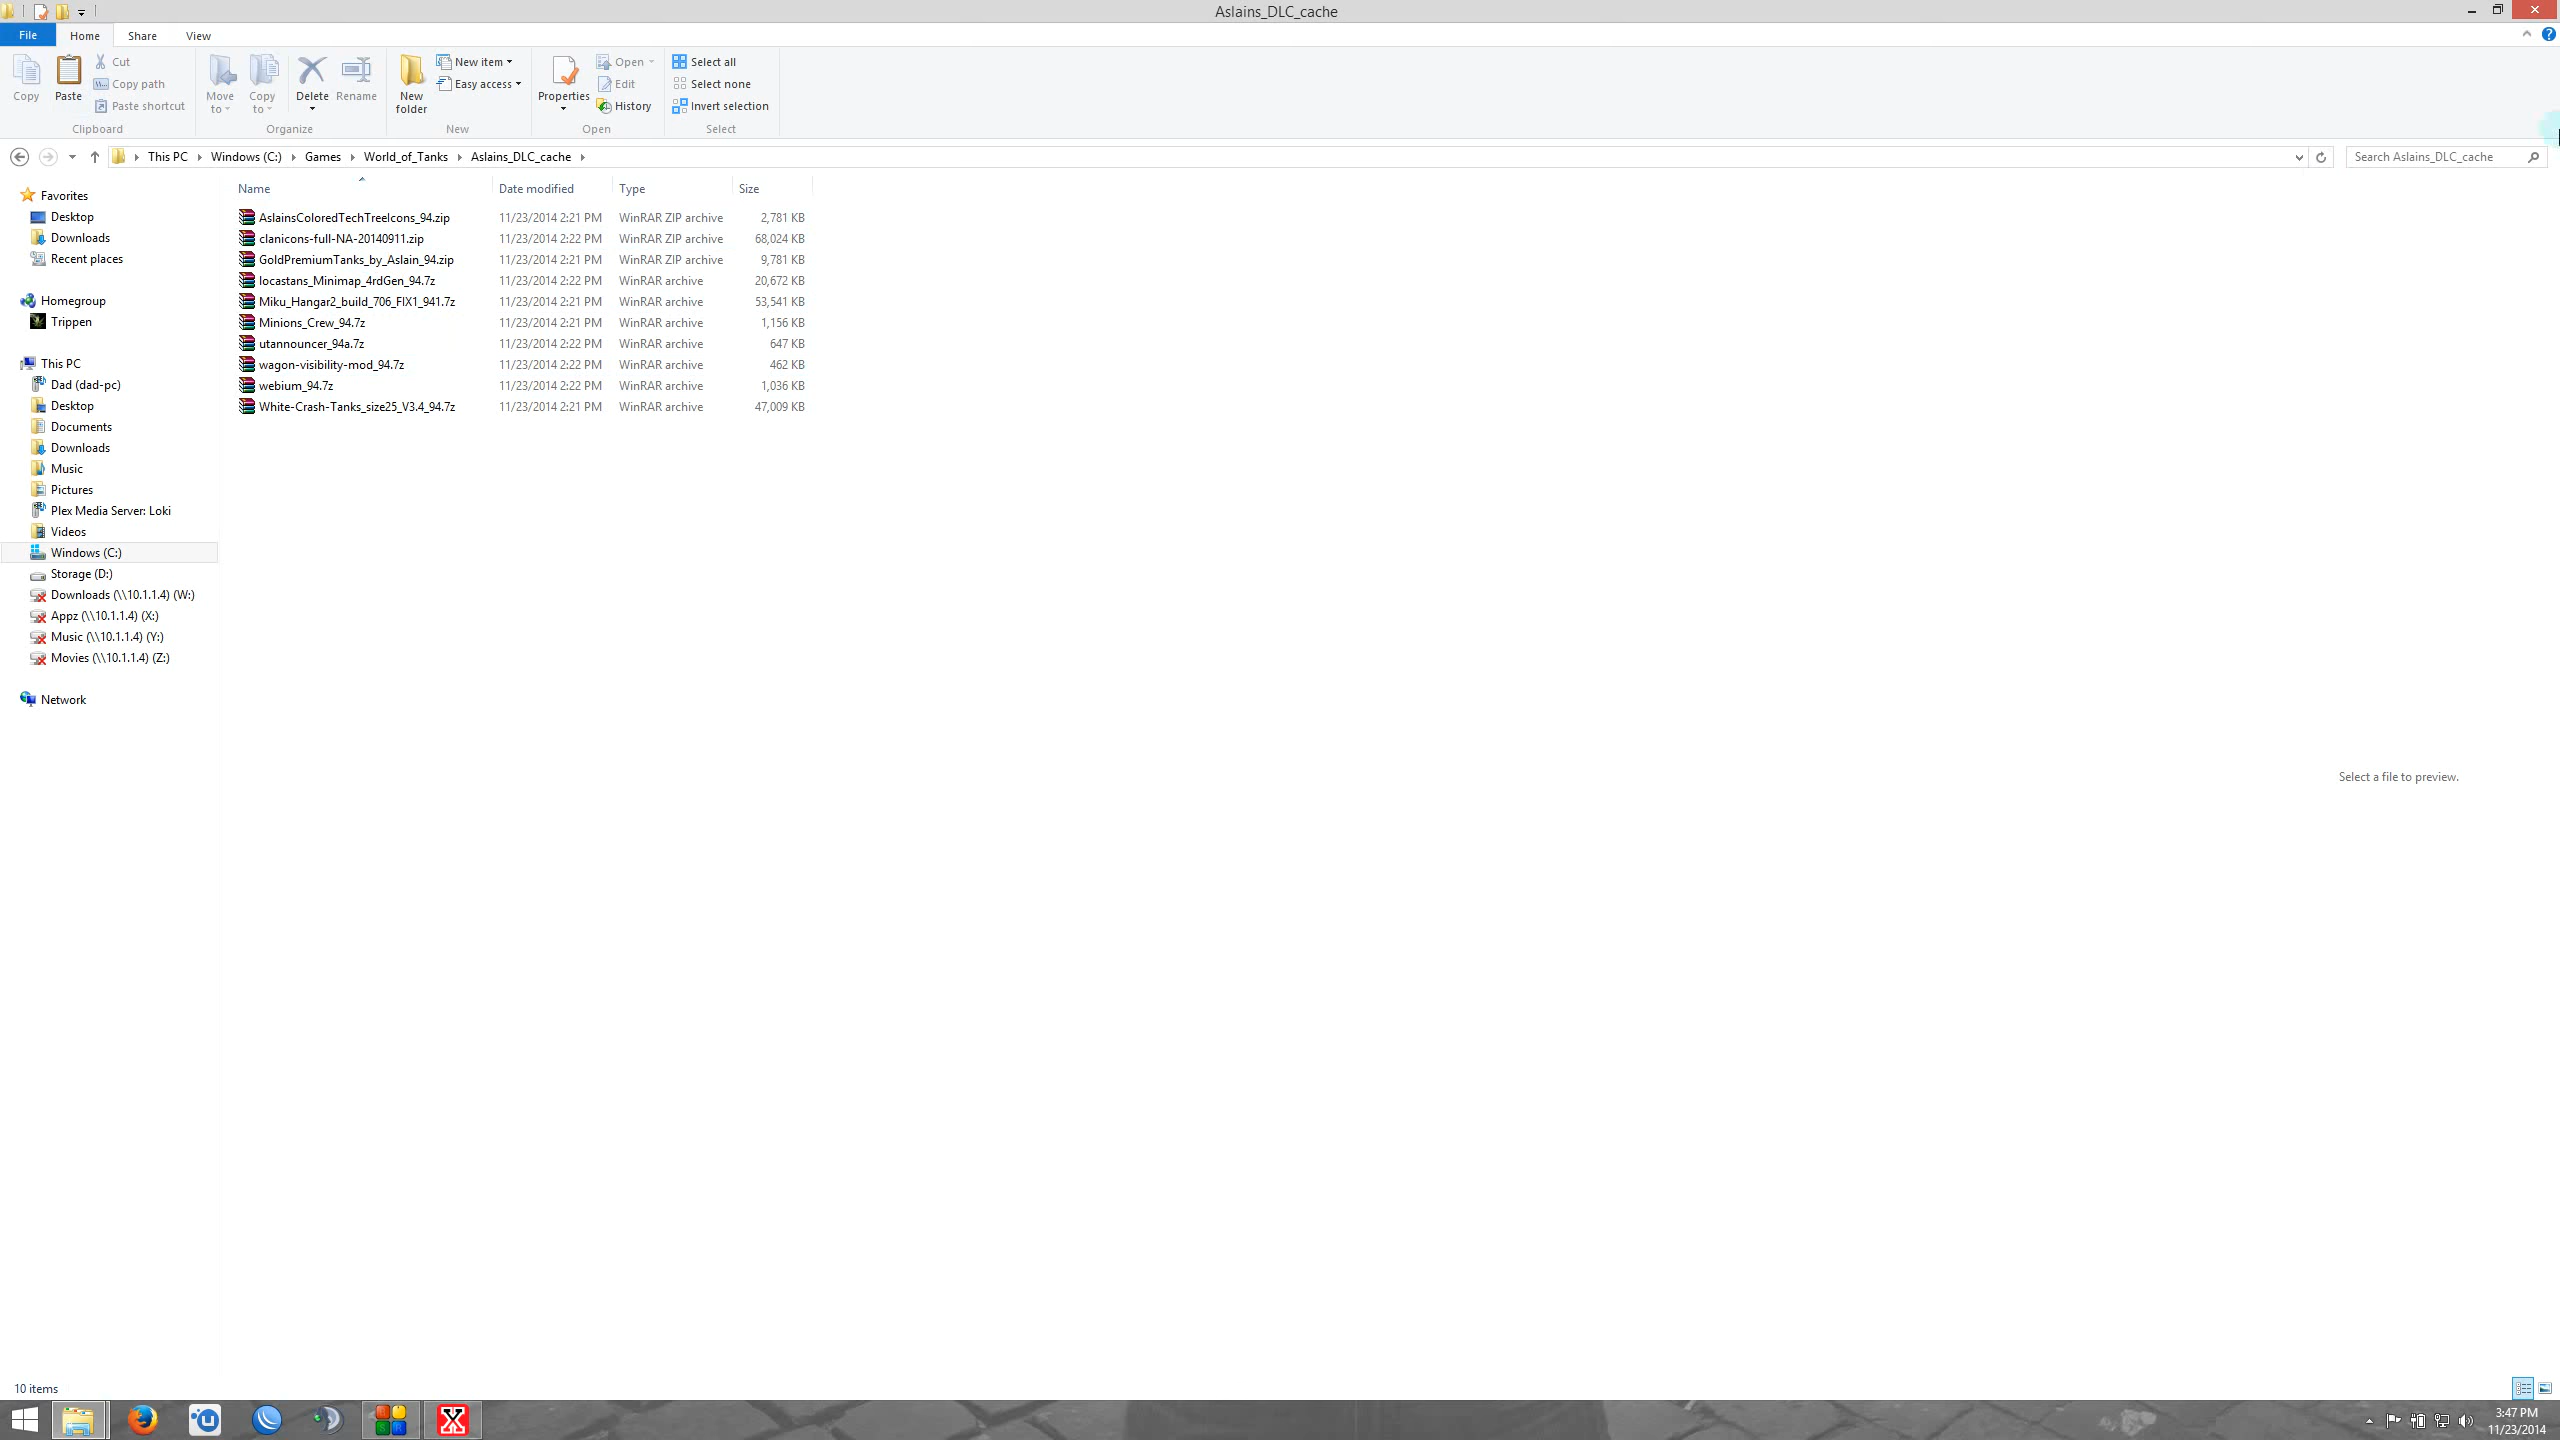 Aslains_DLC_cache
File Home Share View
Copy
Paste
Cut
Copy path
Paste shortcut
Clipboard
Move to
Copy to
Delete
Rename
Organize
New folder
New item
Easy access
New
Properties
Open
Edit
History
Open
Select all
Select none
Invert selection
Select
This PC Windows (C:) Games World_of_Tanks Aslains_DLC_cache
Search Aslains_DLC_cache
Favorites
Desktop
Downloads
Recent places
Homegroup
Trippen
This PC
Dad (dad-pc)
Desktop
Documents
Downloads
Music
Pictures
Plex Media Server: Loki
Videos
Windows (C:)
Storage (D:)
Downloads (\\10.1.1.4) (W:)
Appz (\\10.1.1.4) (X:)
Music (\\10.1.1.4) (Y:)
Movies (\\10.1.1.4) (Z:)
Network
Name Date modified Type Size
AslainsColoredTechTreeIcons_94.zip 11/23/2014 2:21 PM WinRAR ZIP archive 2,781 KB
clanicons-full-NA-20140911.zip 11/23/2014 2:22 PM WinRAR ZIP archive 68,024 KB
GoldPremiumTanks_by_Aslain_94.zip 11/23/2014 2:21 PM WinRAR ZIP archive 9,781 KB
locastans_Minimap_4rdGen_94.7z 11/23/2014 2:22 PM WinRAR archive 20,672 KB
Miku_Hangar2_build_706_FIX1_941.7z 11/23/2014 2:21 PM WinRAR archive 53,541 KB
Minions_Crew_94.7z 11/23/2014 2:21 PM WinRAR archive 1,156 KB
utannouncer_94a.7z 11/23/2014 2:22 PM WinRAR archive 647 KB
wagon-visibility-mod_94.7z 11/23/2014 2:22 PM WinRAR archive 462 KB
webium_94.7z 11/23/2014 2:22 PM WinRAR archive 1,036 KB
White-Crash-Tanks_size25_V3.4_94.7z 11/23/2014 2:21 PM WinRAR archive 47,009 KB
Select a file to preview.
10 items
3:47 PM
11/23/2014